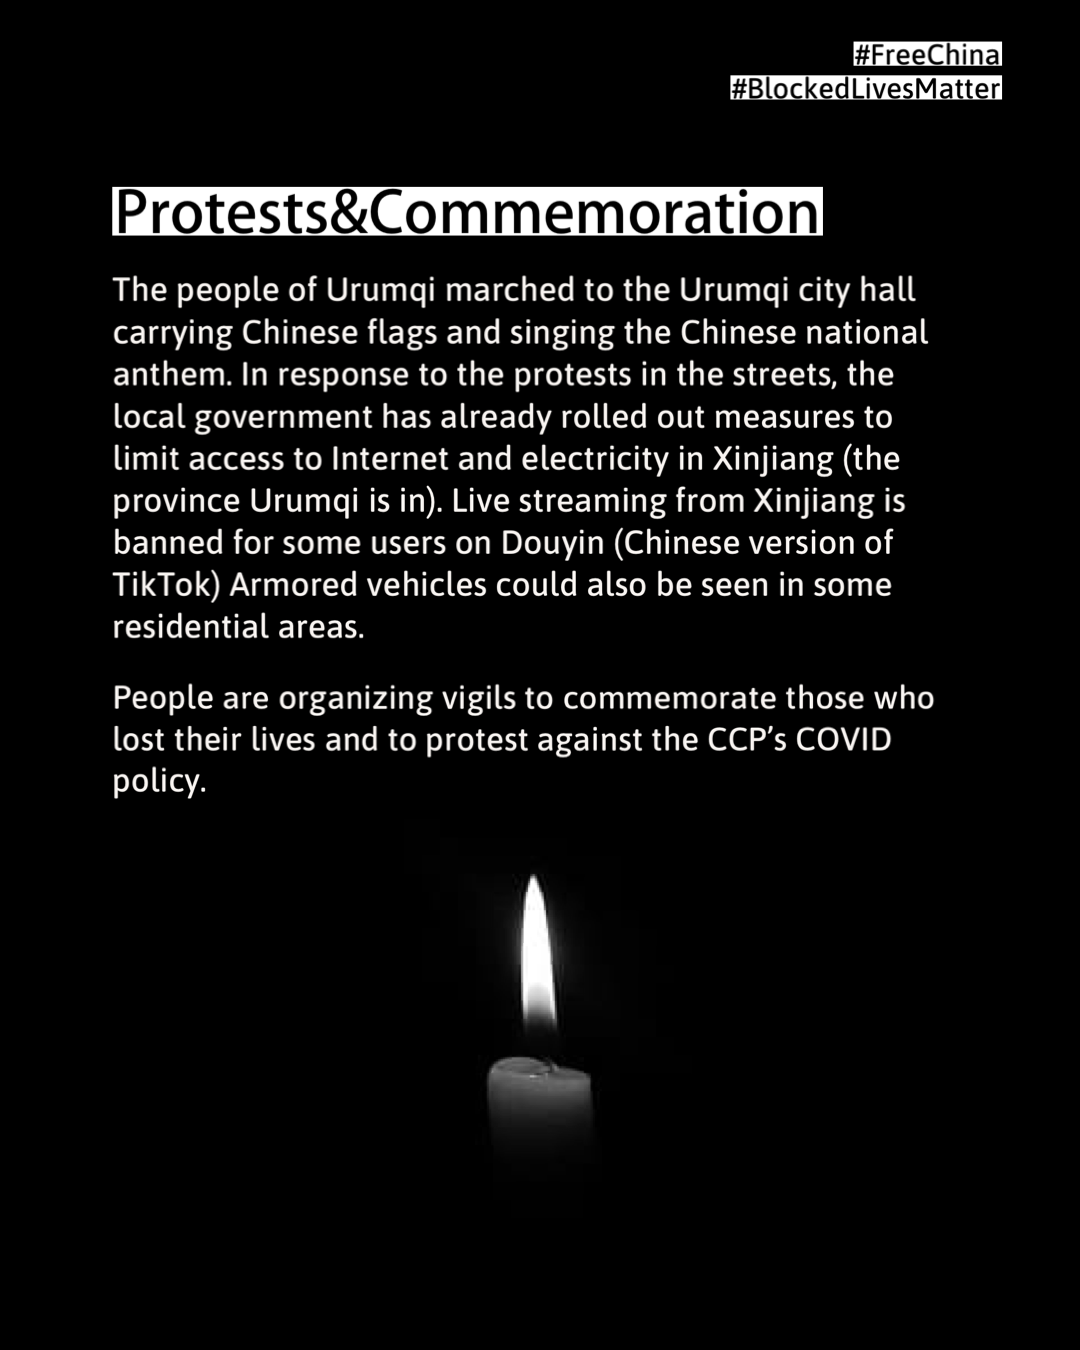 #FreeChina
#BlockedLivesMatter
Protests&Commemoration
The people of Urumqi marched to the Urumqi city hall
carrying Chinese flags and singing the Chinese national
anthem. In response to the protests in the streets, the
local government has already rolled out measures to
limit access to Internet and electricity in Xinjiang (the
province Urumqi is in). Live streaming from Xinjiang is
banned for some users on Douyin (Chinese version of
TikTok) Armored vehicles could also be seen in some
residential areas.
People are organizing vigils to commemorate those who
lost their lives and to protest against the CCP’s COVID
policy.